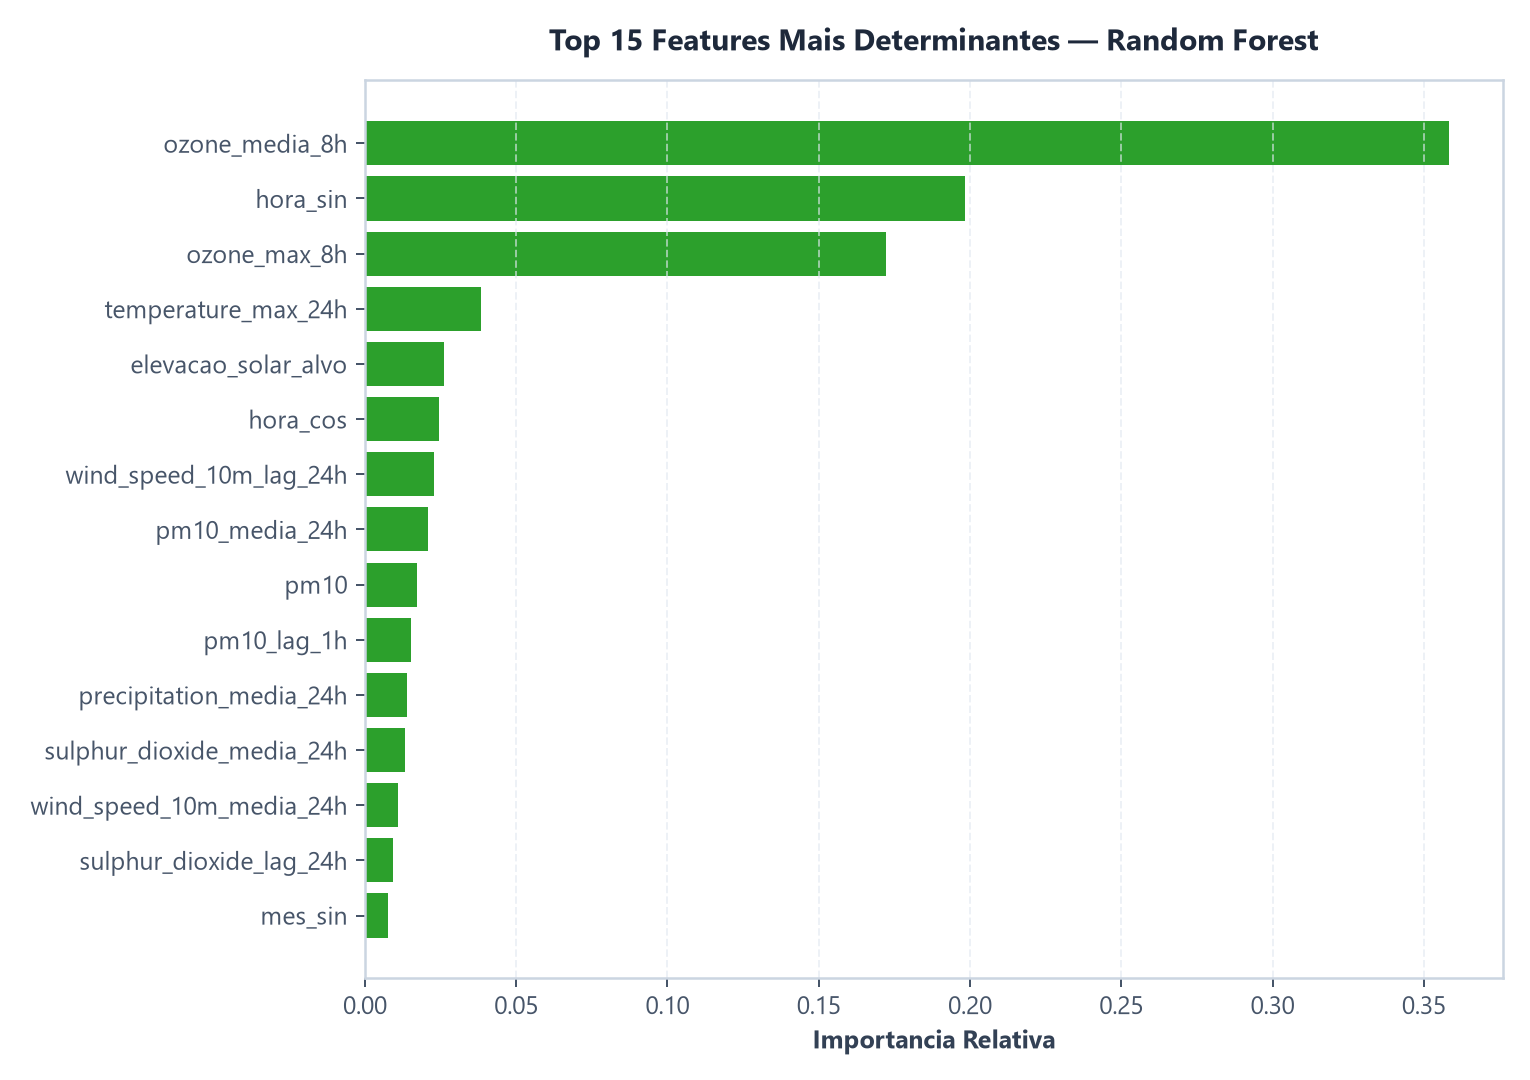 Top 15 Features Mais Determinantes — Random Forest
ozone_media_8h
hora_sin
ozone_max_8h
temperature_max_24h
elevacao_solar_alvo
hora_cos
wind_speed_10m_lag_24h
pm10_media_24h
pm10
pm10_lag_1h
precipitation_media_24h
sulphur_dioxide_media_24h
wind_speed_10m_media_24h
sulphur_dioxide_lag_24h
mes_sin
0.00 0.05 0.10 0.15 0.20 0.25 0.30 0.35
Importancia Relativa